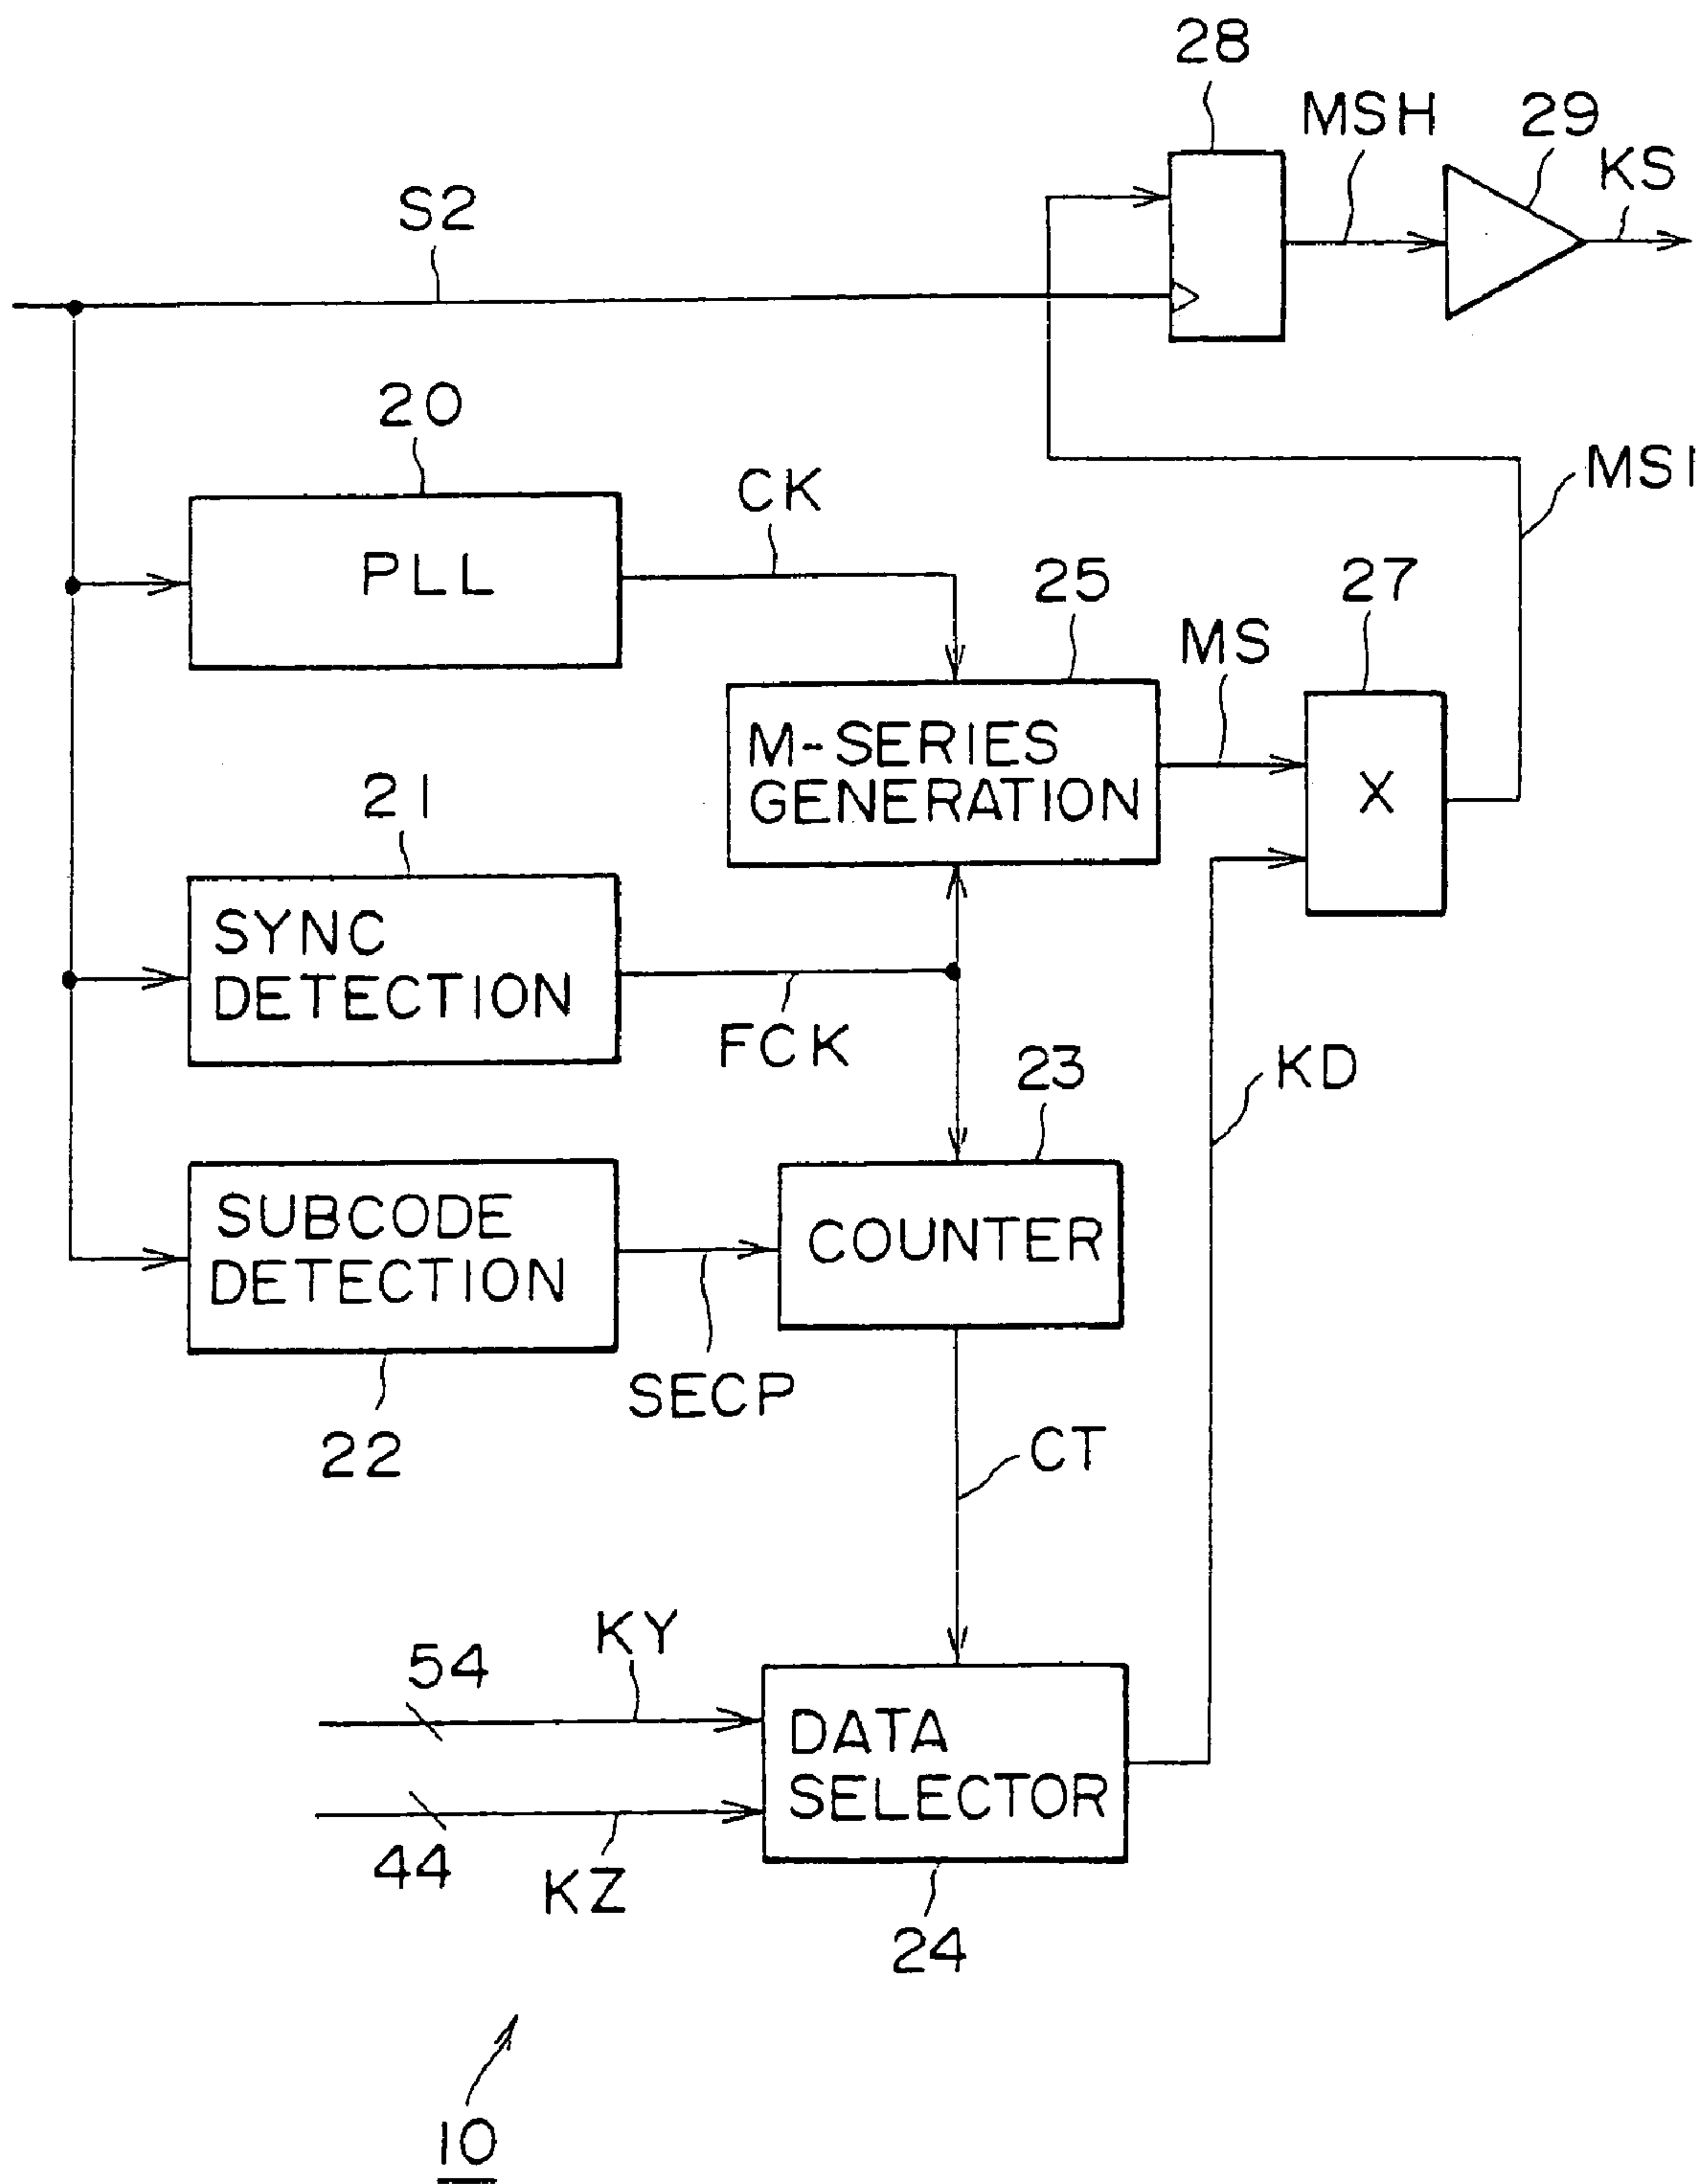 28
MSH
29
KS
S2
20
PLL
CK
MS1
25
27
MS
M-SERIES
GENERATION
X
21
SYNC
DETECTION
FCK
23
KD
SUBCODE
DETECTION
COUNTER
SECP
22
CT
KY
54
DATA
SELECTOR
44
KZ
24
10